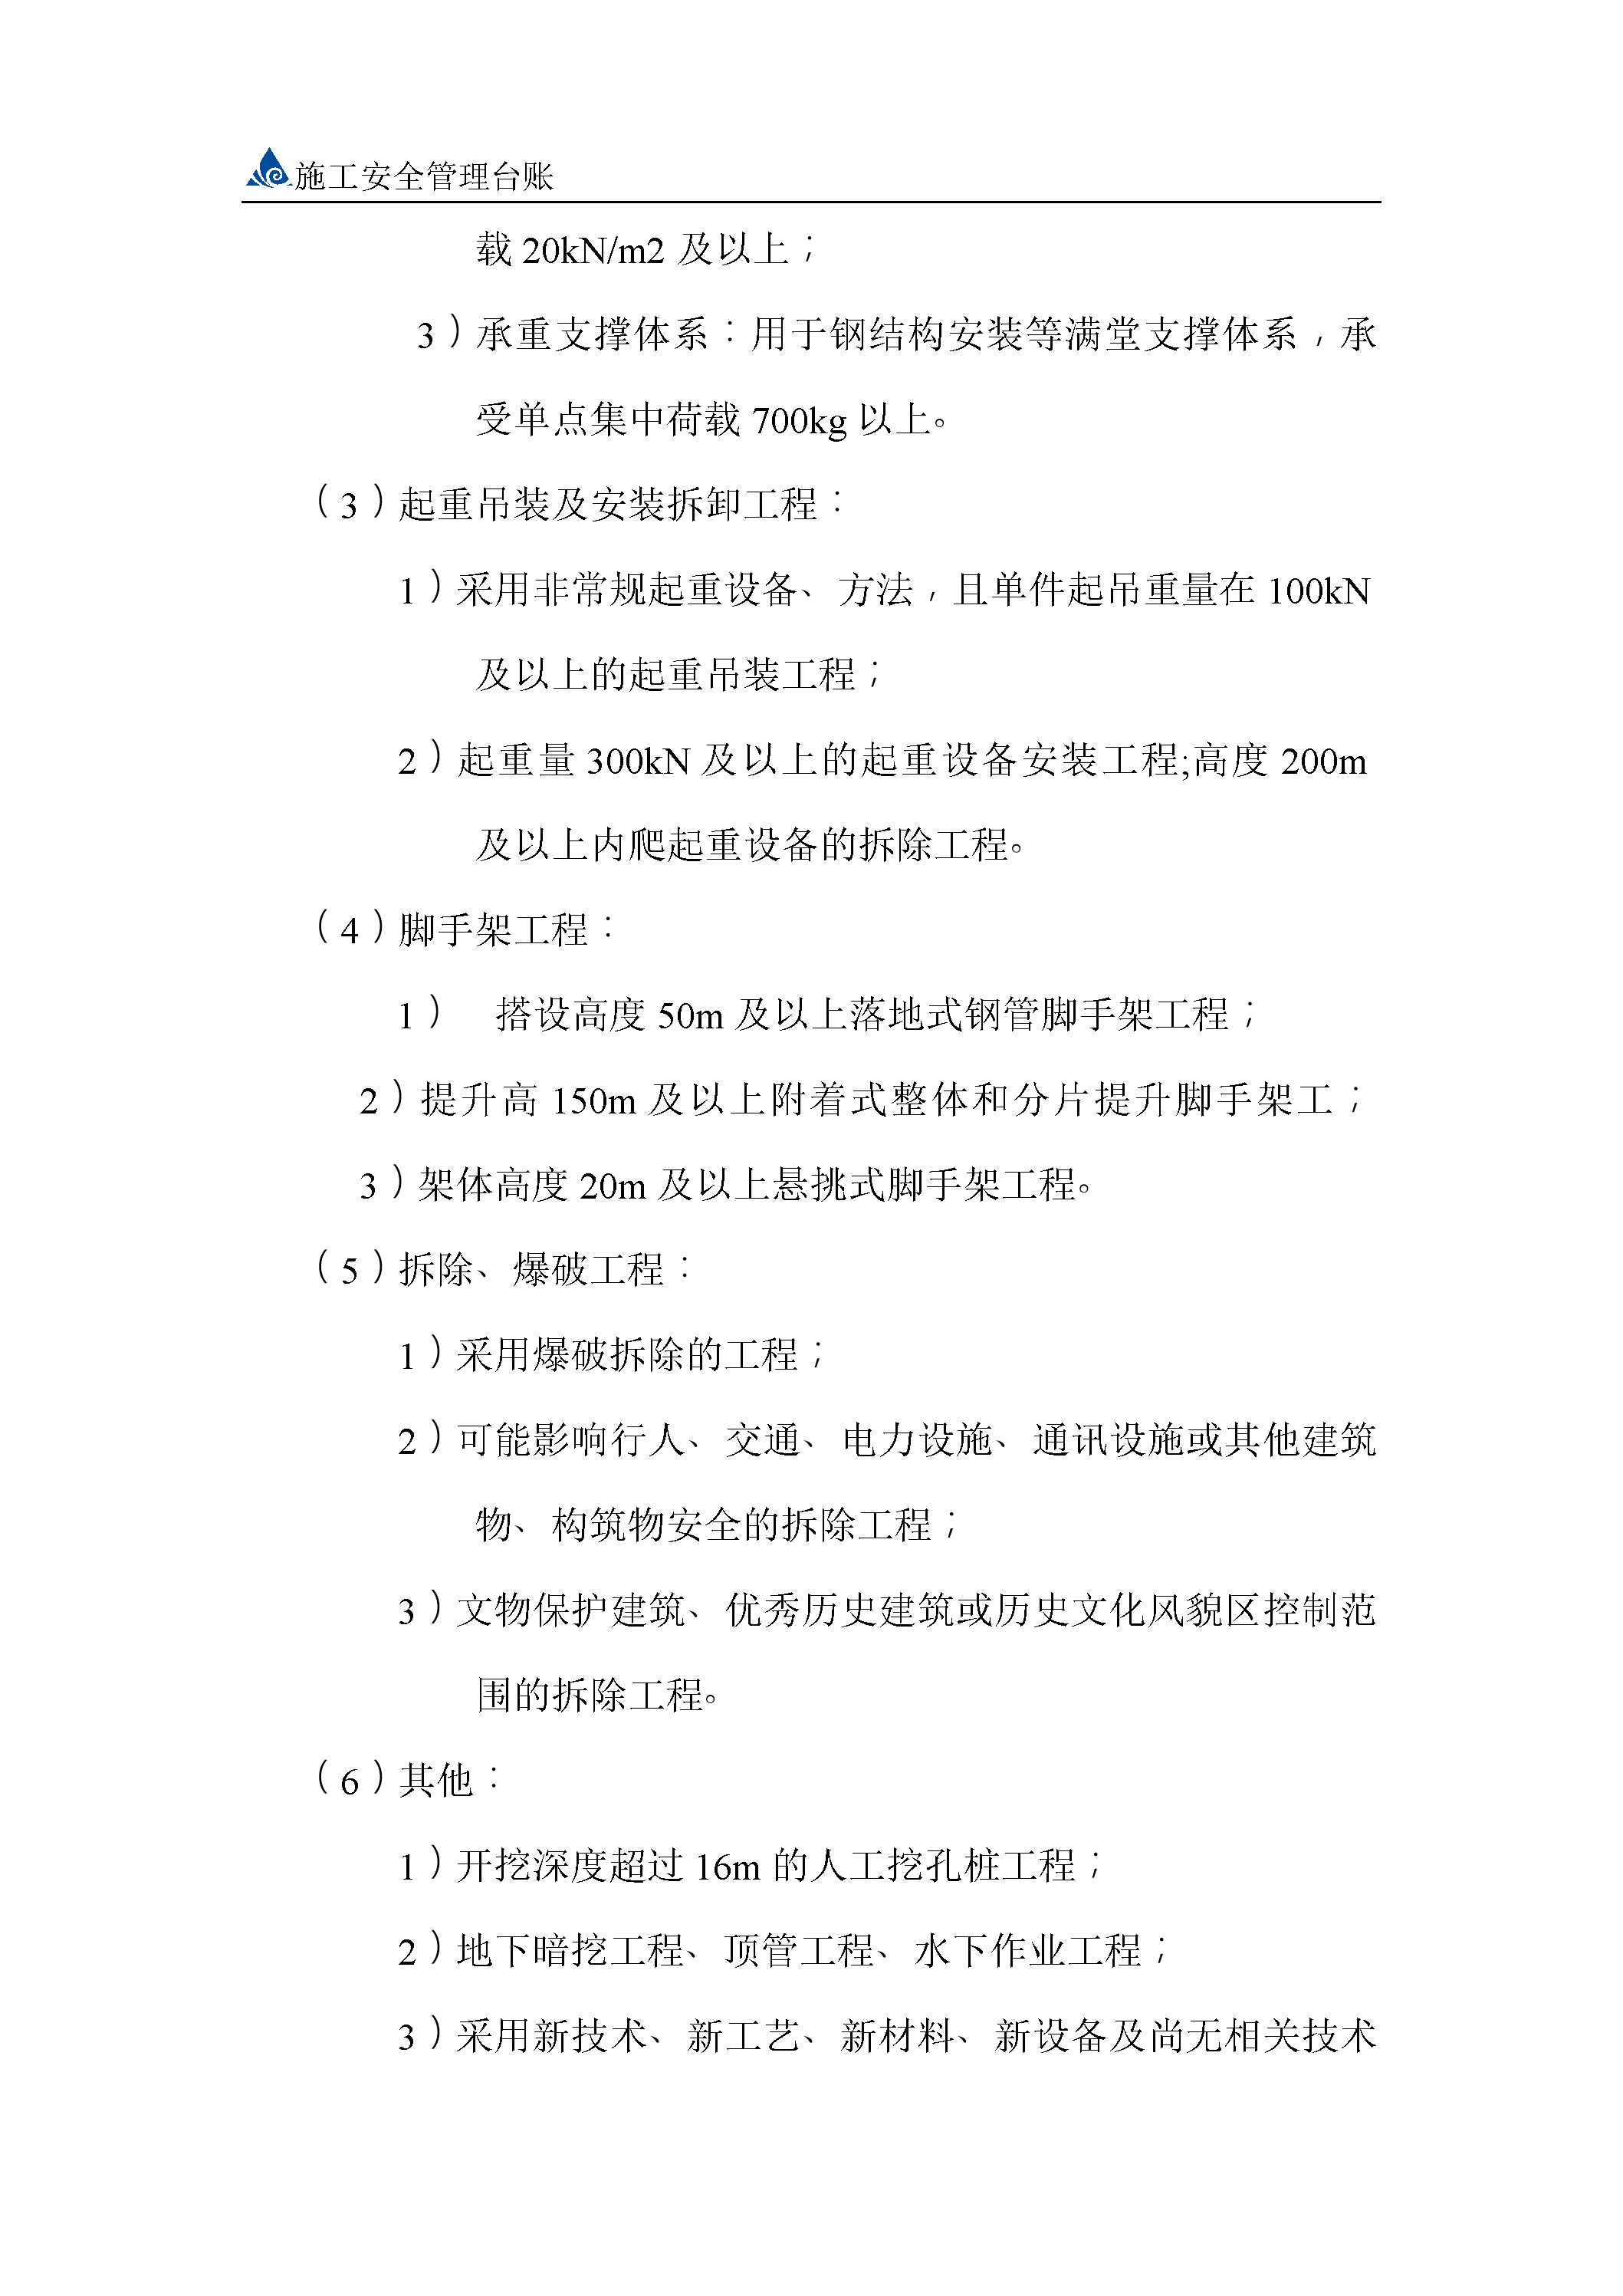 施工安全管理台账
载 20kN/m2 及以上；
3）承重支撑体系：用于钢结构安装等满堂支撑体系，承
受单点集中荷载 700kg 以上。
（3）起重吊装及安装拆卸工程：
1）采用非常规起重设备、方法，且单件起吊重量在 100kN
及以上的起重吊装工程；
2）起重量 300kN 及以上的起重设备安装工程;高度 200m
及以上内爬起重设备的拆除工程。
（4）脚手架工程：
1） 搭设高度 50m 及以上落地式钢管脚手架工程；
2）提升高 150m 及以上附着式整体和分片提升脚手架工；
3）架体高度 20m 及以上悬挑式脚手架工程。
（5）拆除、爆破工程：
1）采用爆破拆除的工程；
2）可能影响行人、交通、电力设施、通讯设施或其他建筑
物、构筑物安全的拆除工程；
3）文物保护建筑、优秀历史建筑或历史文化风貌区控制范
围的拆除工程。
（6）其他：
1）开挖深度超过 16m 的人工挖孔桩工程；
2）地下暗挖工程、顶管工程、水下作业工程；
3）采用新技术、新工艺、新材料、新设备及尚无相关技术